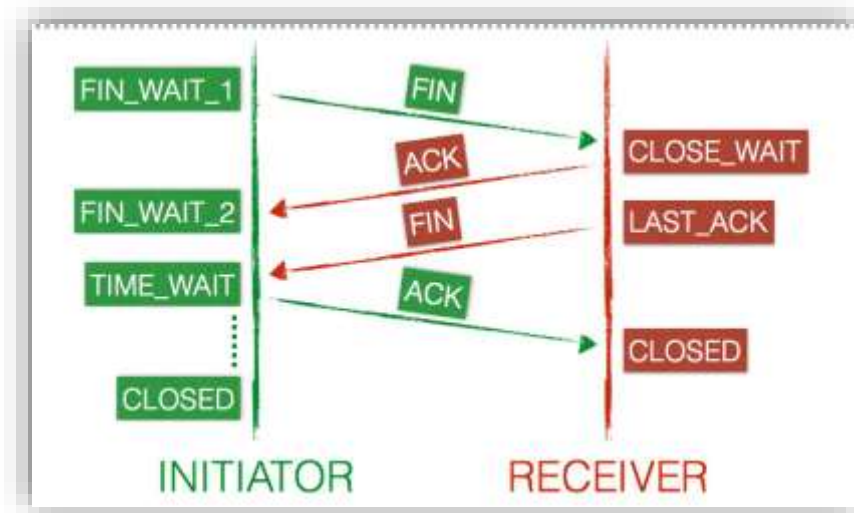 FIN_WAIT_1
FIN
CLOSE_WAIT
ACK
FIN_WAIT_2
FIN
LAST_ACK
TIME_WAIT
ACK
CLOSED
CLOSED
INITIATOR
RECEIVER